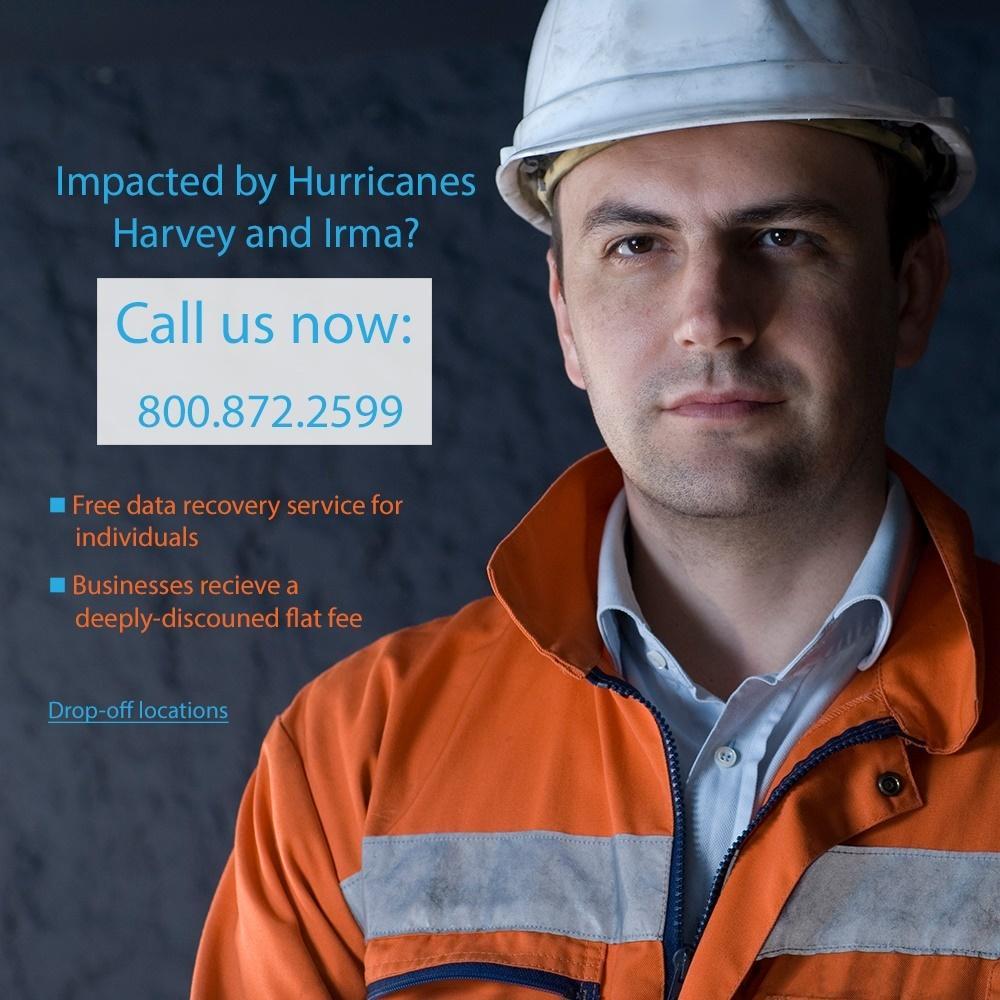 Impacted by Hurricanes
Harvey and Irma?
Call us now:
800.872.2599
Free data recovery service for
individuals
Businesses recieve a
deeply-discouned flat fee
Drop-off locations